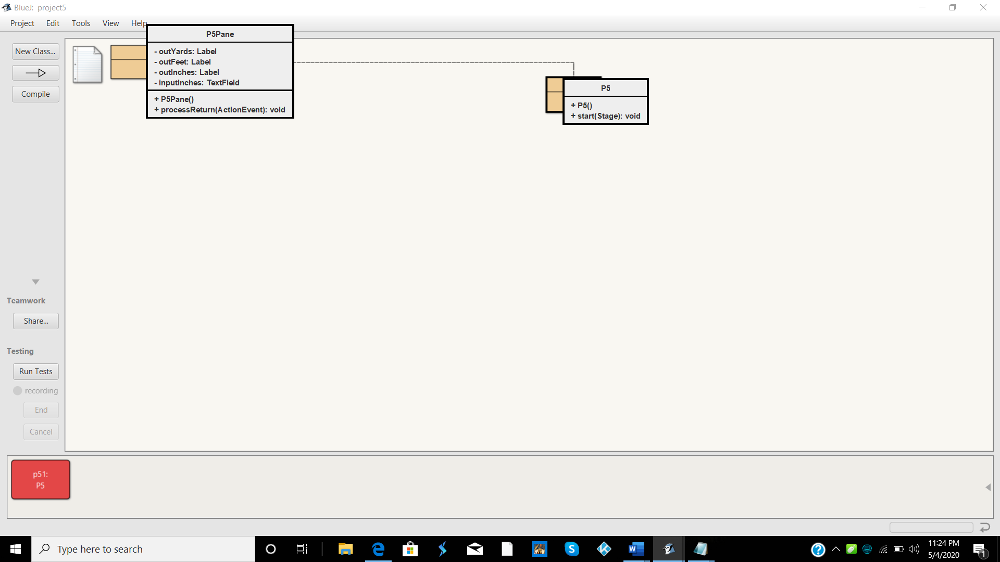 BlueJ: project5
Project Edit Tools View Help
New Class...
Compile
P5Pane
- outYards: Label
- outFeet: Label
- outInches: Label
- inputInches: TextField
+ P5Pane()
+ processReturn(ActionEvent): void
P5
+ P5()
+ start(Stage): void
Teamwork
Share...
Testing
Run Tests
recording
End
Cancel
p51:
P5
Type here to search
11:24 PM
5/4/2020
1